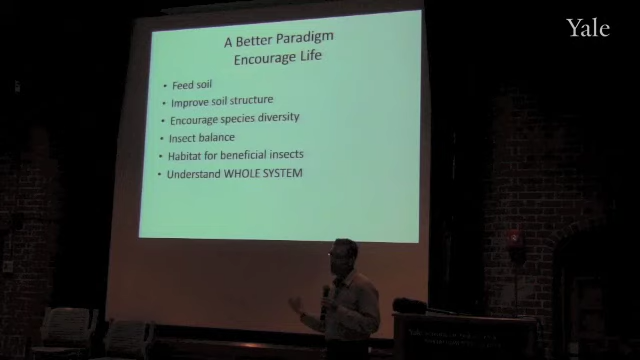 Yale
A Better Paradigm
Encourage Life
• Feed soil
• Improve soil structure
• Encourage species diversity
• Insect balance
• Habitat for beneficial insects
• Understand WHOLE SYSTEM